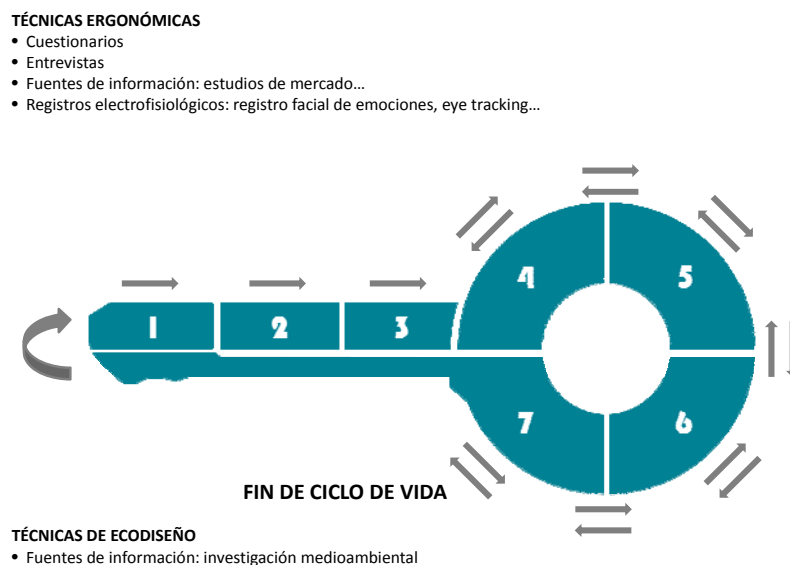 TÉCNICAS ERGONÓMICAS
• Cuestionarios
• Entrevistas
• Fuentes de información: estudios de mercado…
• Registros electrofisiológicos: registro facial de emociones, eye tracking…
4
5
1
2
3
7
6
FIN DE CICLO DE VIDA
TÉCNICAS DE ECODISEÑO
• Fuentes de información: investigación medioambiental